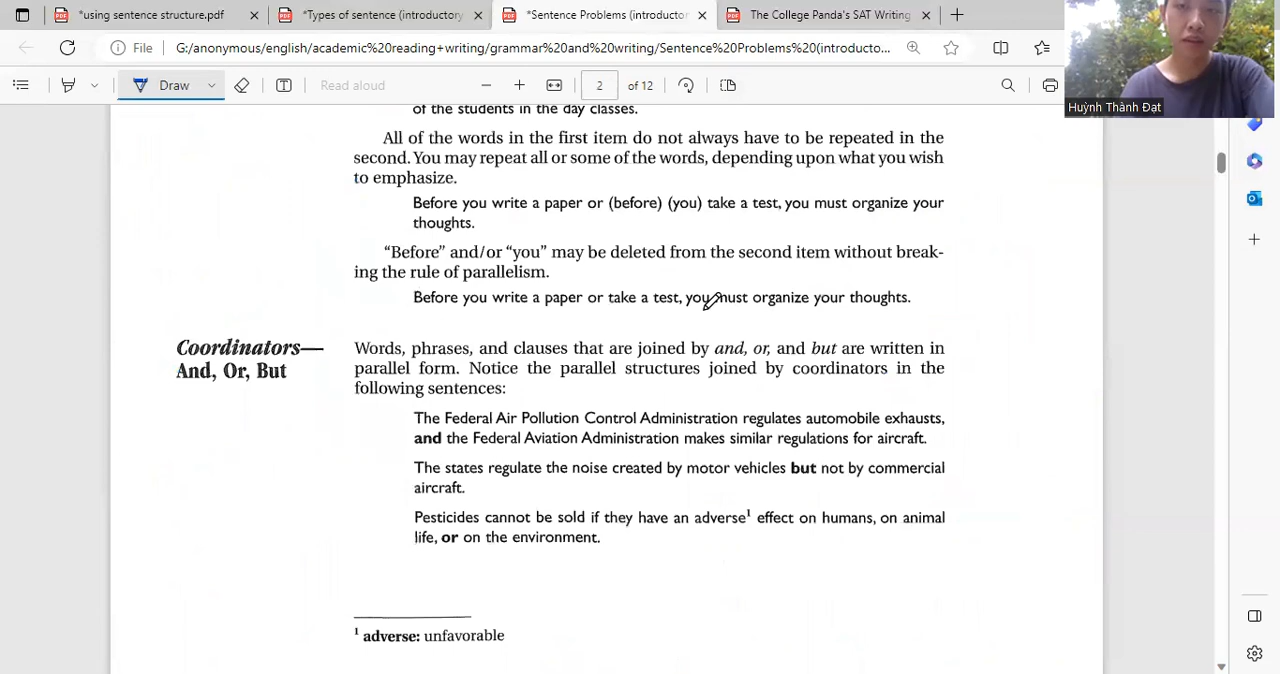 *using sentence structure.pdf
*Types of sentence (introductory
*Sentence Problems (introductor
The College Panda's SAT Writing
File
G:/anonymous/english/academic%20reading+writing/grammar%20and%20writing/Sentence%20Problems%20(introducto...
Draw
Read aloud
2
of 12
Huỳnh Thành Đạt
of the students in the day classes.
All of the words in the first item do not always have to be repeated in the
second. You may repeat all or some of the words, depending upon what you wish
to emphasize.
Before you write a paper or (before) (you) take a test, you must organize your
thoughts.
“Before” and/or “you” may be deleted from the second item without break-
ing the rule of parallelism.
Before you write a paper or take a test, you must organize your thoughts.
Coordinators—
And, Or, But
Words, phrases, and clauses that are joined by and, or, and but are written in
parallel form. Notice the parallel structures joined by coordinators in the
following sentences:
The Federal Air Pollution Control Administration regulates automobile exhausts,
and the Federal Aviation Administration makes similar regulations for aircraft.
The states regulate the noise created by motor vehicles but not by commercial
aircraft.
Pesticides cannot be sold if they have an adverse1 effect on humans, on animal
life, or on the environment.
1 adverse: unfavorable